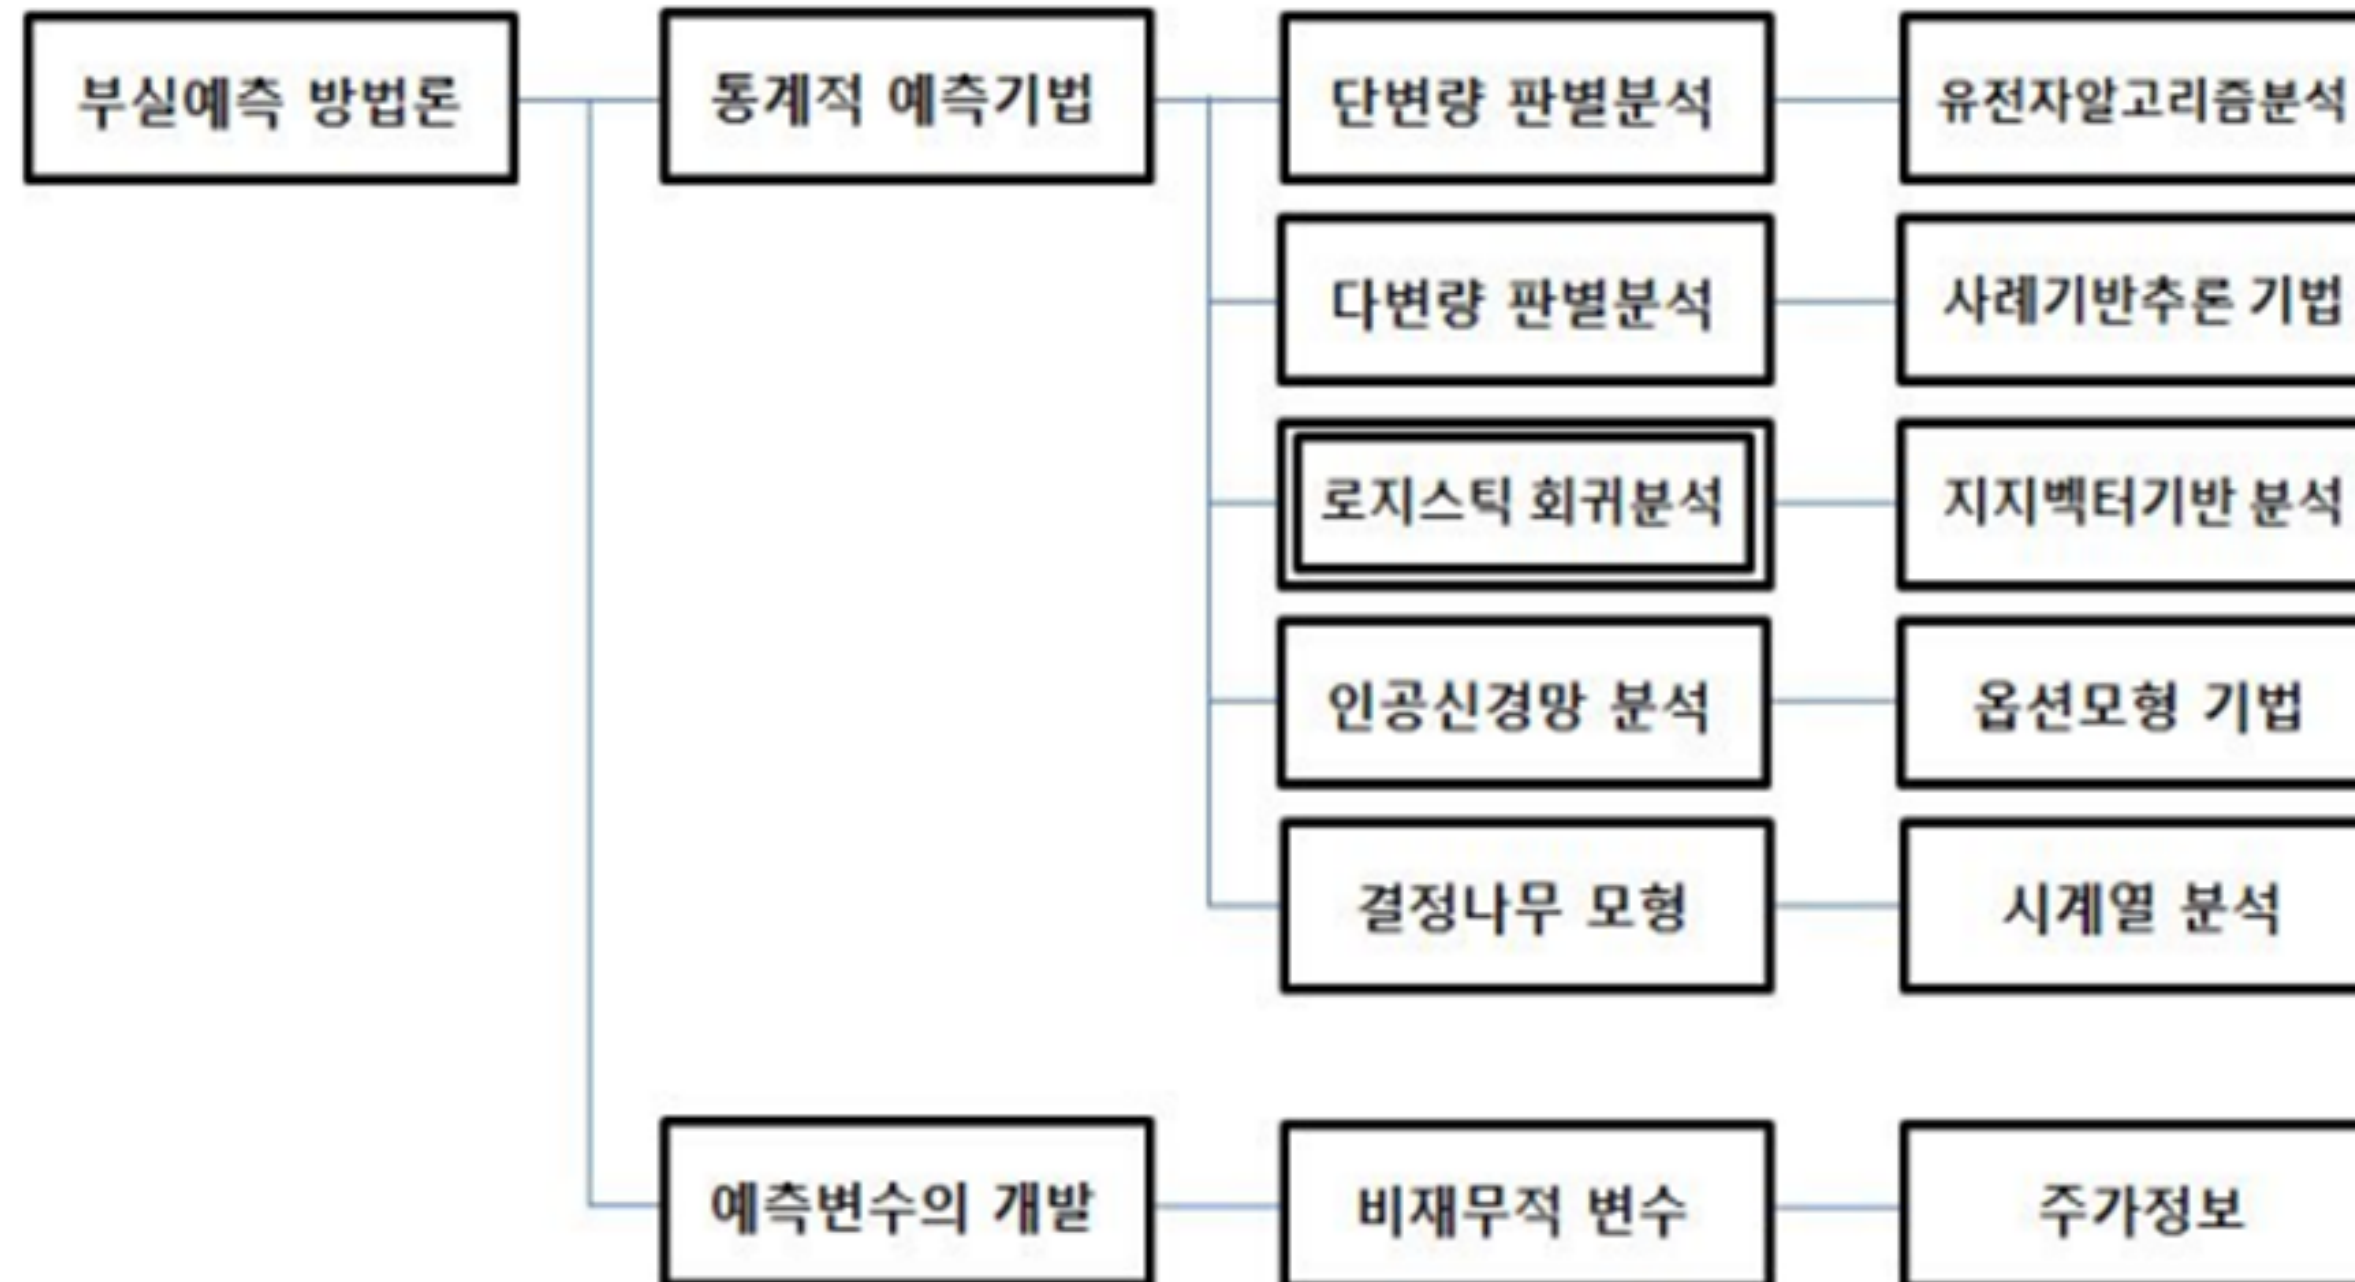 부실예측 방법론
통계적 예측기법
단변량 판별분석
유전자알고리즘분석
다변량 판별분석
사례기반추론 기법
로지스틱 회귀분석
지지벡터기반 분석
인공신경망 분석
옵션모형 기법
결정나무 모형
시계열 분석
예측변수의 개발
비재무적 변수
주가정보